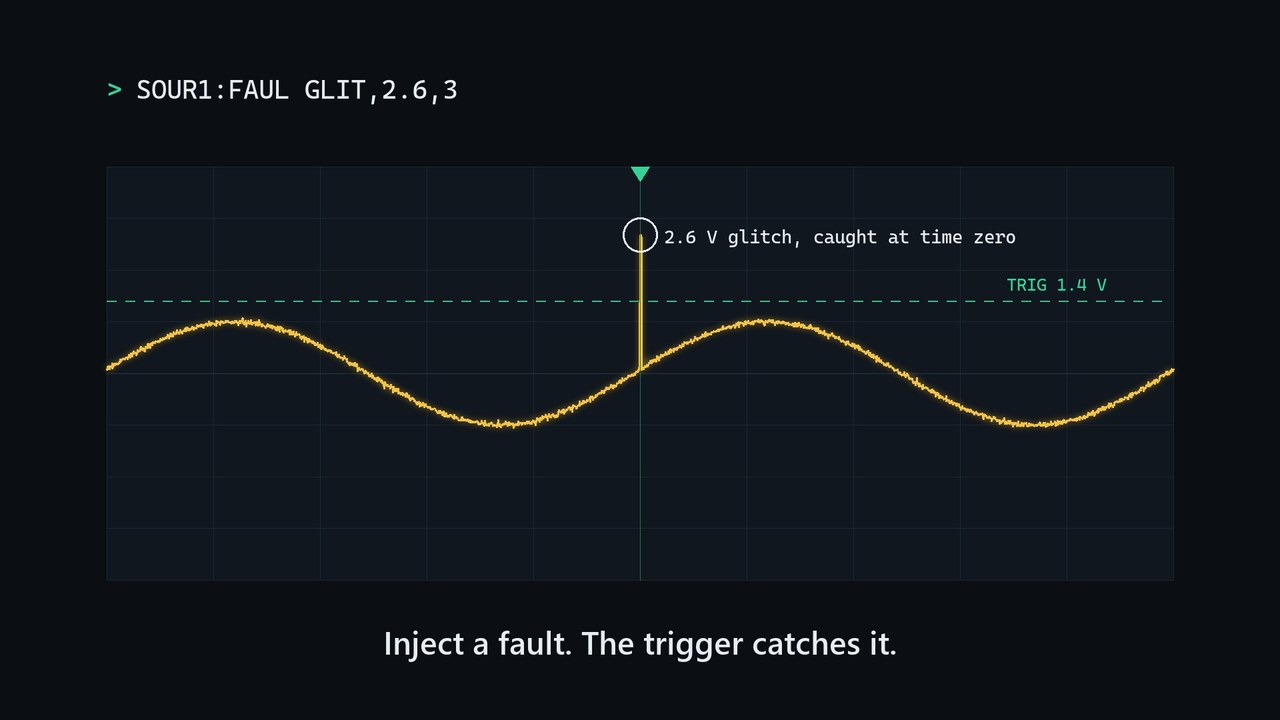 > SOUR1:FAUL GLIT,2.6,3
2.6 V glitch, caught at time zero
TRIG 1.4 V
Inject a fault. The trigger catches it.